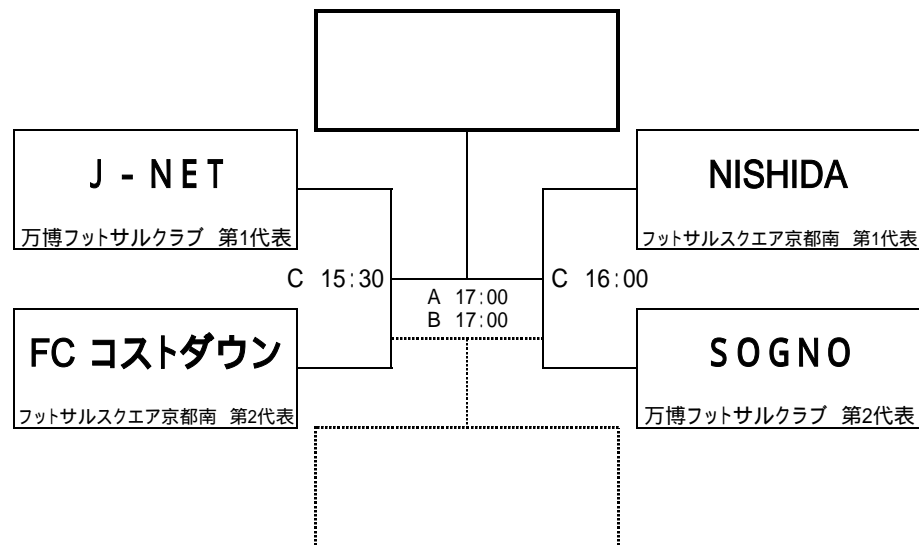 J - NET
万博フットサルクラブ 第1代表
NISHIDA
フットサルスクエア京都南 第1代表
C 15:30
A 17:00
B 17:00
C 16:00
FC コストダウン
フットサルスクエア京都南 第2代表
SOGNO
万博フットサルクラブ 第2代表